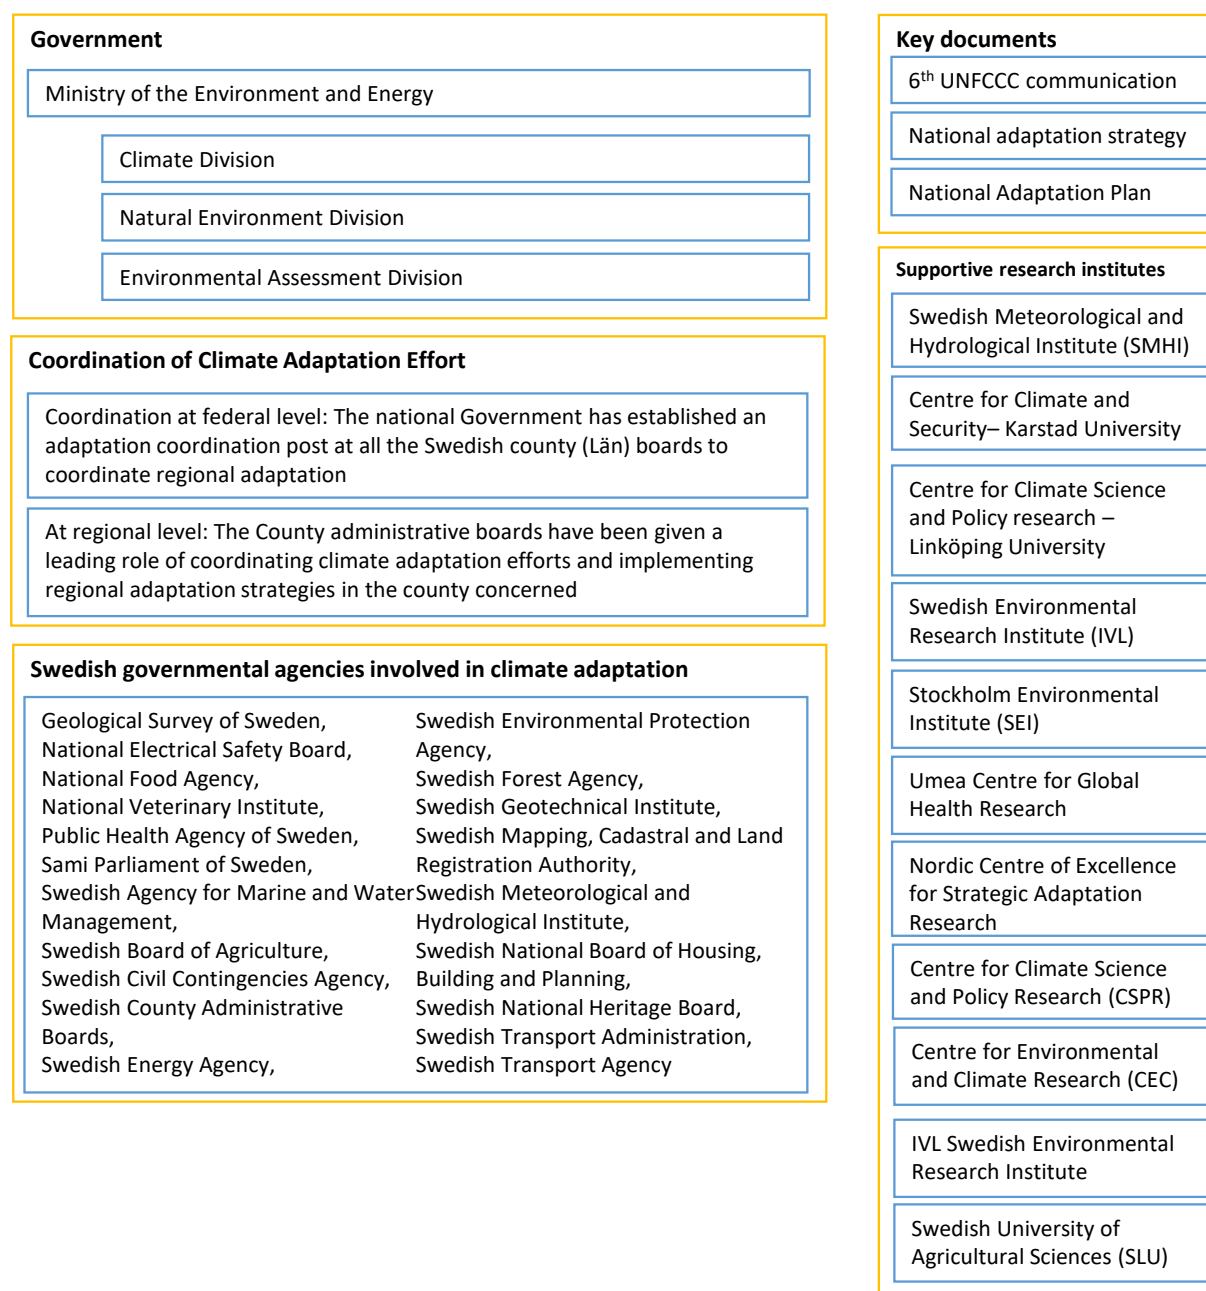 Government
Ministry of the Environment and Energy
Climate Division
Natural Environment Division
Environmental Assessment Division
Coordination of Climate Adaptation Effort
Coordination at federal level: The national Government has established an
adaptation coordination post at all the Swedish county (Län) boards to
coordinate regional adaptation
At regional level: The County administrative boards have been given a
leading role of coordinating climate adaptation efforts and implementing
regional adaptation strategies in the county concerned
Swedish governmental agencies involved in climate adaptation
Geological Survey of Sweden,
National Electrical Safety Board,
National Food Agency,
National Veterinary Institute,
Public Health Agency of Sweden,
Sami Parliament of Sweden,
Swedish Agency for Marine and Water
Management,
Swedish Board of Agriculture,
Swedish Civil Contingencies Agency,
Swedish County Administrative
Boards,
Swedish Energy Agency,
Swedish Environmental Protection
Agency,
Swedish Forest Agency,
Swedish Geotechnical Institute,
Swedish Mapping, Cadastral and Land
Registration Authority,
Swedish Meteorological and
Hydrological Institute,
Swedish National Board of Housing,
Building and Planning,
Swedish National Heritage Board,
Swedish Transport Administration,
Swedish Transport Agency
Key documents
6th UNFCCC communication
National adaptation strategy
National Adaptation Plan
Supportive research institutes
Swedish Meteorological and
Hydrological Institute (SMHI)
Centre for Climate and
Security– Karstad University
Centre for Climate Science
and Policy research –
Linköping University
Swedish Environmental
Research Institute (IVL)
Stockholm Environmental
Institute (SEI)
Umea Centre for Global
Health Research
Nordic Centre of Excellence
for Strategic Adaptation
Research
Centre for Climate Science
and Policy Research (CSPR)
Centre for Environmental
and Climate Research (CEC)
IVL Swedish Environmental
Research Institute
Swedish University of
Agricultural Sciences (SLU)